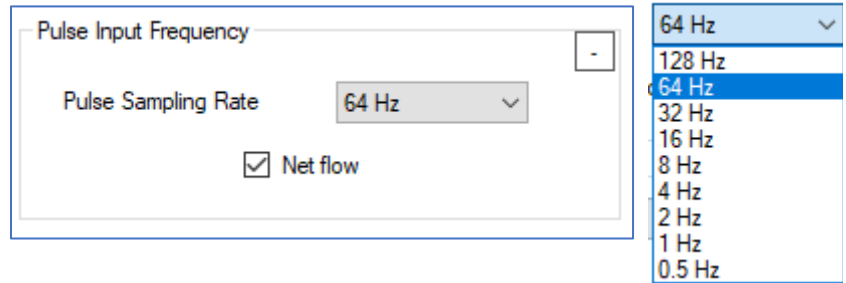 Pulse Input Frequency
-
Pulse Sampling Rate
64 Hz
Net flow
64 Hz
128 Hz
64 Hz
32 Hz
16 Hz
8 Hz
4 Hz
2 Hz
1 Hz
0.5 Hz